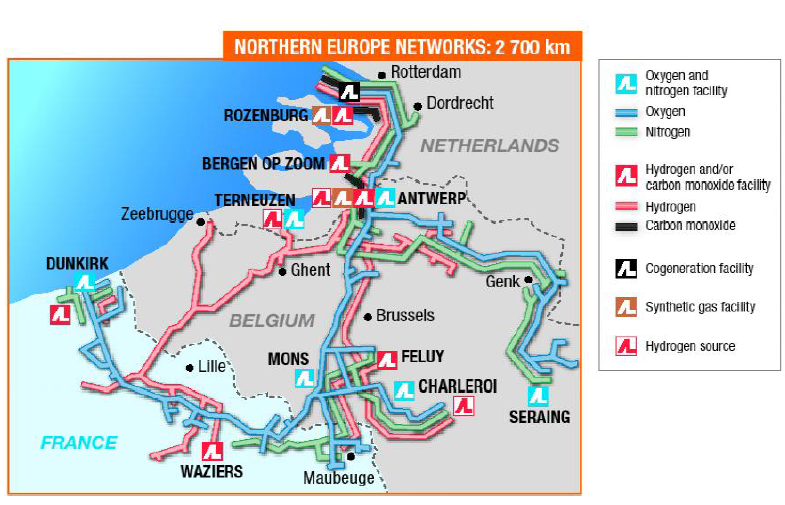 NORTHERN EUROPE NETWORKS: 2 700 km
Rotterdam
Dordrecht
ROZENBURG
NETHERLANDS
BERGEN OP ZOOM
TERNEUZEN
ANTWERP
Zeebrugge
DUNKIRK
Ghent
Genk
BELGIUM
Brussels
Lille
MONS
FELUY
CHARLEROI
SERAING
FRANCE
WAZIERS
Maubeuge
Oxygen and
nitrogen facility
Oxygen
Nitrogen
Hydrogen and/or
carbon monoxide facility
Hydrogen
Carbon monoxide
Cogeneration facility
Synthetic gas facility
Hydrogen source